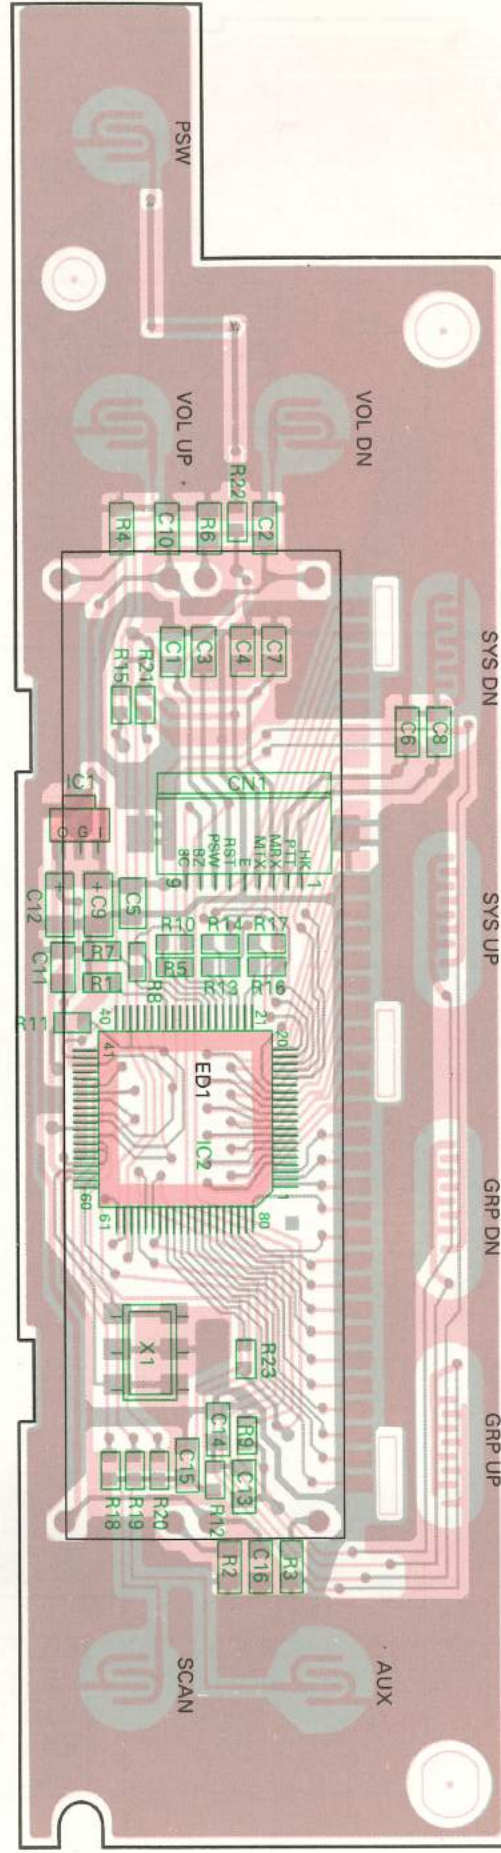 PSW
VOL UP
VOL DN
R4
C10
R6
R22
C2
SYS DN
R15
R21
C1
C3
C4
C7
C6
C8
IC1
O G I
CN1
9
8C
BZ
PSW
RST
E
MTX
MRX
PTT
HK
1
SYS UP
C12
+
C9
+
C5
C11
R7
R1
R8
R10
R5
R14
R13
R17
R16
R11
40
41
21
20
ED1
IC2
60
61
80
1
GRP DN
X1
R23
GRP UP
R18
R19
R20
C15
C14
R12
R9
C13
R2
C16
R3
SCAN
AUX